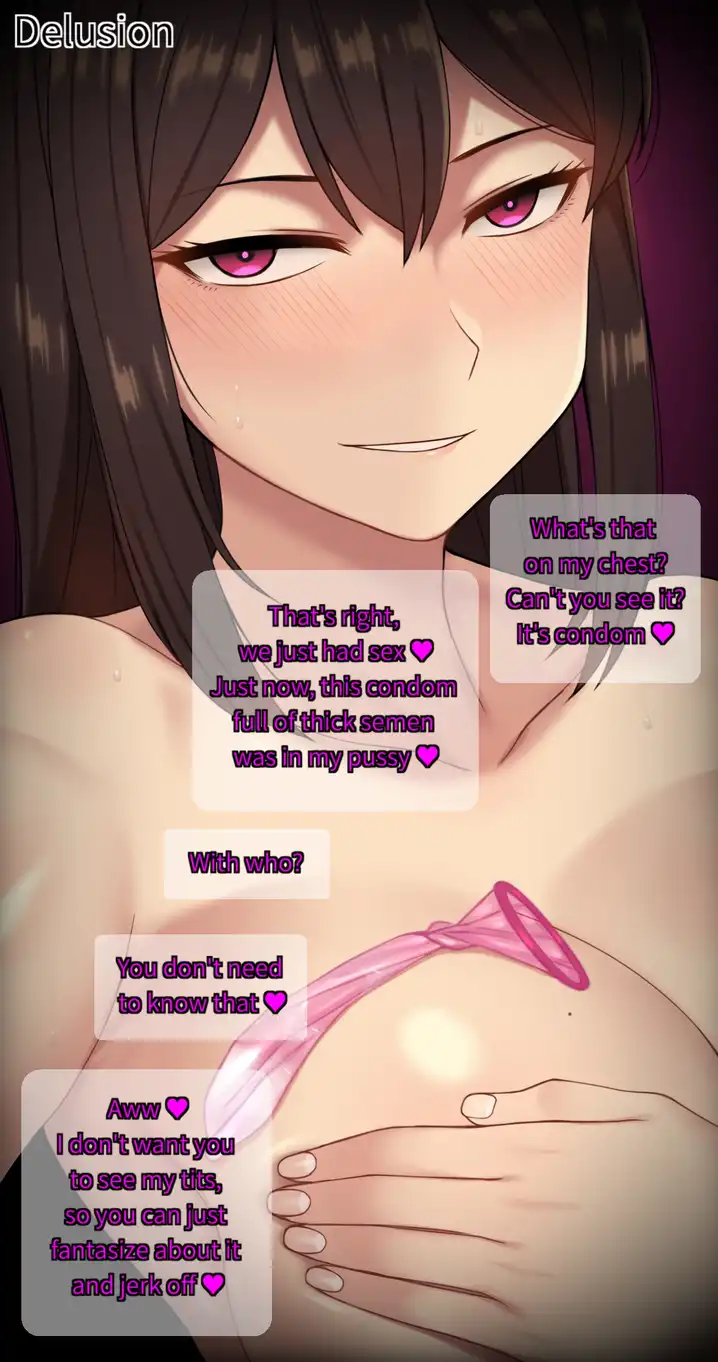 Delusion
What's that
on my chest?
Can't you see it?
It's condom ♥
That's right,
we just had sex ♥
Just now, this condom
full of thick semen
was in my pussy ♥
With who?
You don't need
to know that ♥
Aww ♥
I don't want you
to see my tits,
so you can just
fantasize about it
and jerk off ♥